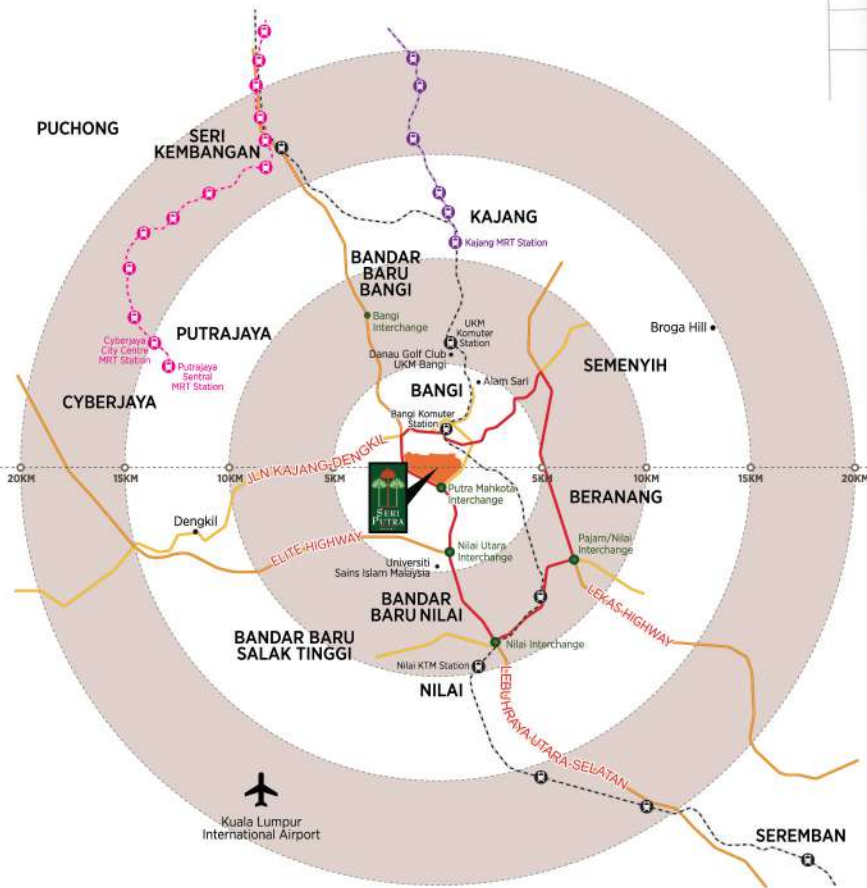 PUCHONG
SERI
KEMBANGAN
KAJANG
Kajang MRT Station
BANDAR
BARU
BANGI
Bangi
Interchange
UKM
Komuter
Station
Broga Hill
PUTRAJAYA
Cyberjaya
City Centre
MRT Station
Putrajaya
Sentral
MRT Station
Danau Golf Club
UKM Bangi
SEMENYIH
CYBERJAYA
BANGI
Alam Sari
Bangi Komuter
Station
JLN KAJANG-DENGKIL
20KM
15KM
10KM
5KM
5KM
10KM
15KM
20KM
SERI
PUTRA
Putra Mahkota
Interchange
BERANANG
Dengkil
ELITE HIGHWAY
Nilai Utara
Interchange
Pajam/Nilai
Interchange
Universiti
Sains Islam Malaysia
LEKAS HIGHWAY
BANDAR
BARU NILAI
BANDAR BARU
SALAK TINGGI
Nilai Interchange
Nilai KTM Station
NILAI
LEBUHRAYA UTARA-SELATAN
Kuala Lumpur
International Airport
SEREMBAN